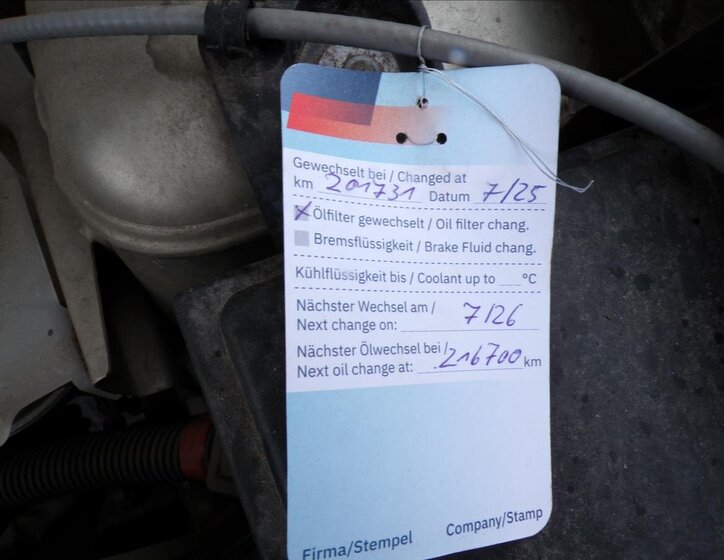 Gewechselt bei / Changed at
km 201731 Datum 7/25
X Ölfilter gewechselt / Oil filter chang.
Bremsflüssigkeit / Brake Fluid chang.
Kühlflüssigkeit bis / Coolant up to ___°C
Nächster Wechsel am /
Next change on: 7/26
Nächster Ölwechsel bei /
Next oil change at: 216700 km
Firma/Stempel Company/Stamp